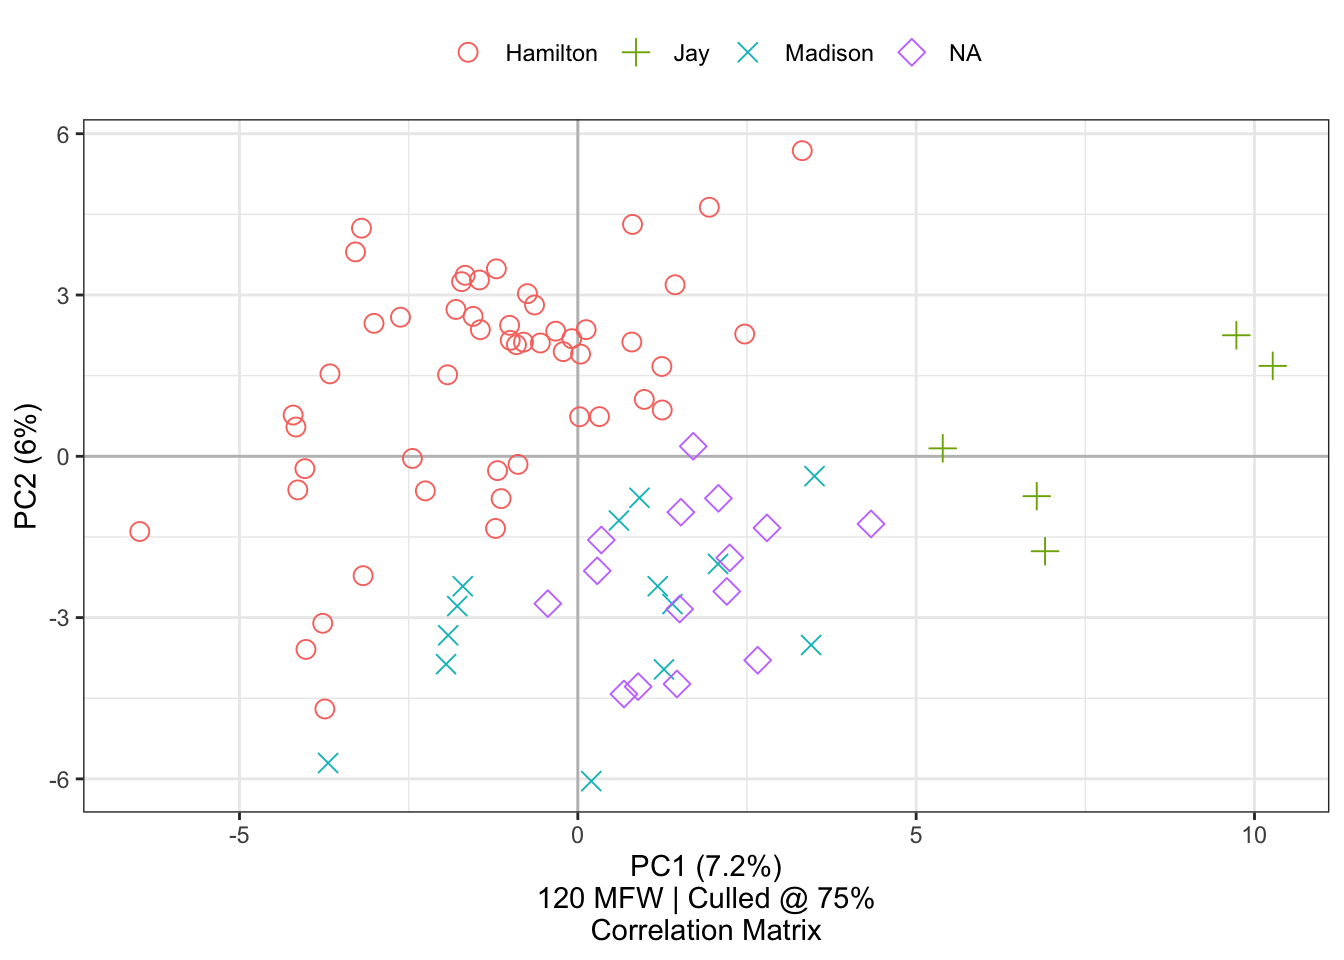 Hamilton Jay Madison NA
6
3
0
-3
-6
PC2 (6%)
-5 0 5 10
PC1 (7.2%)
120 MFW | Culled @ 75%
Correlation Matrix